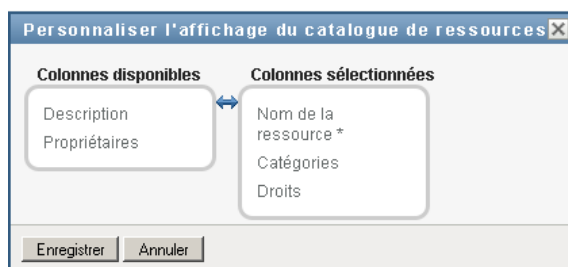 Personnaliser l'affichage du catalogue de ressources
Colonnes disponibles
Colonnes sélectionnées
Description
Propriétaires
Nom de la
ressource *
Catégories
Droits
Enregistrer
Annuler